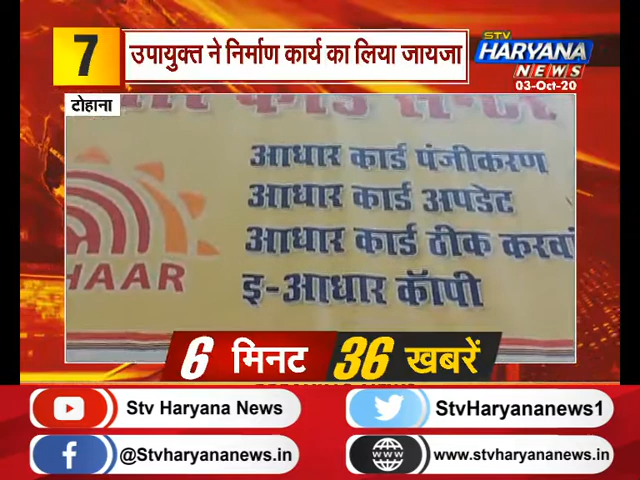 7
उपायुक्त ने निर्माण कार्य का लिया जायजा
STV
HARYANA
NEWS
03-Oct-20
टोहाना
आधार कार्ड पंजीकरण
आधार कार्ड अपडेट
आधार कार्ड ठीक करवां
HAAR
इ-आधार कॉपी
6 मिनट 36 खबरें
Stv Haryana News
StvHaryananews1
@Stvharyananews.in
www.stvharyananews.in